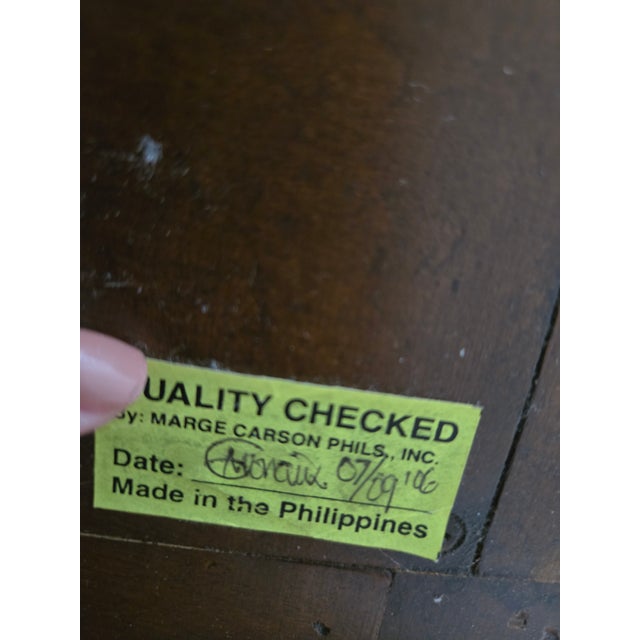 UALITY CHECKED
By: MARGE CARSON PHILS., INC.
Date: 07/09 '06
Made in the Philippines